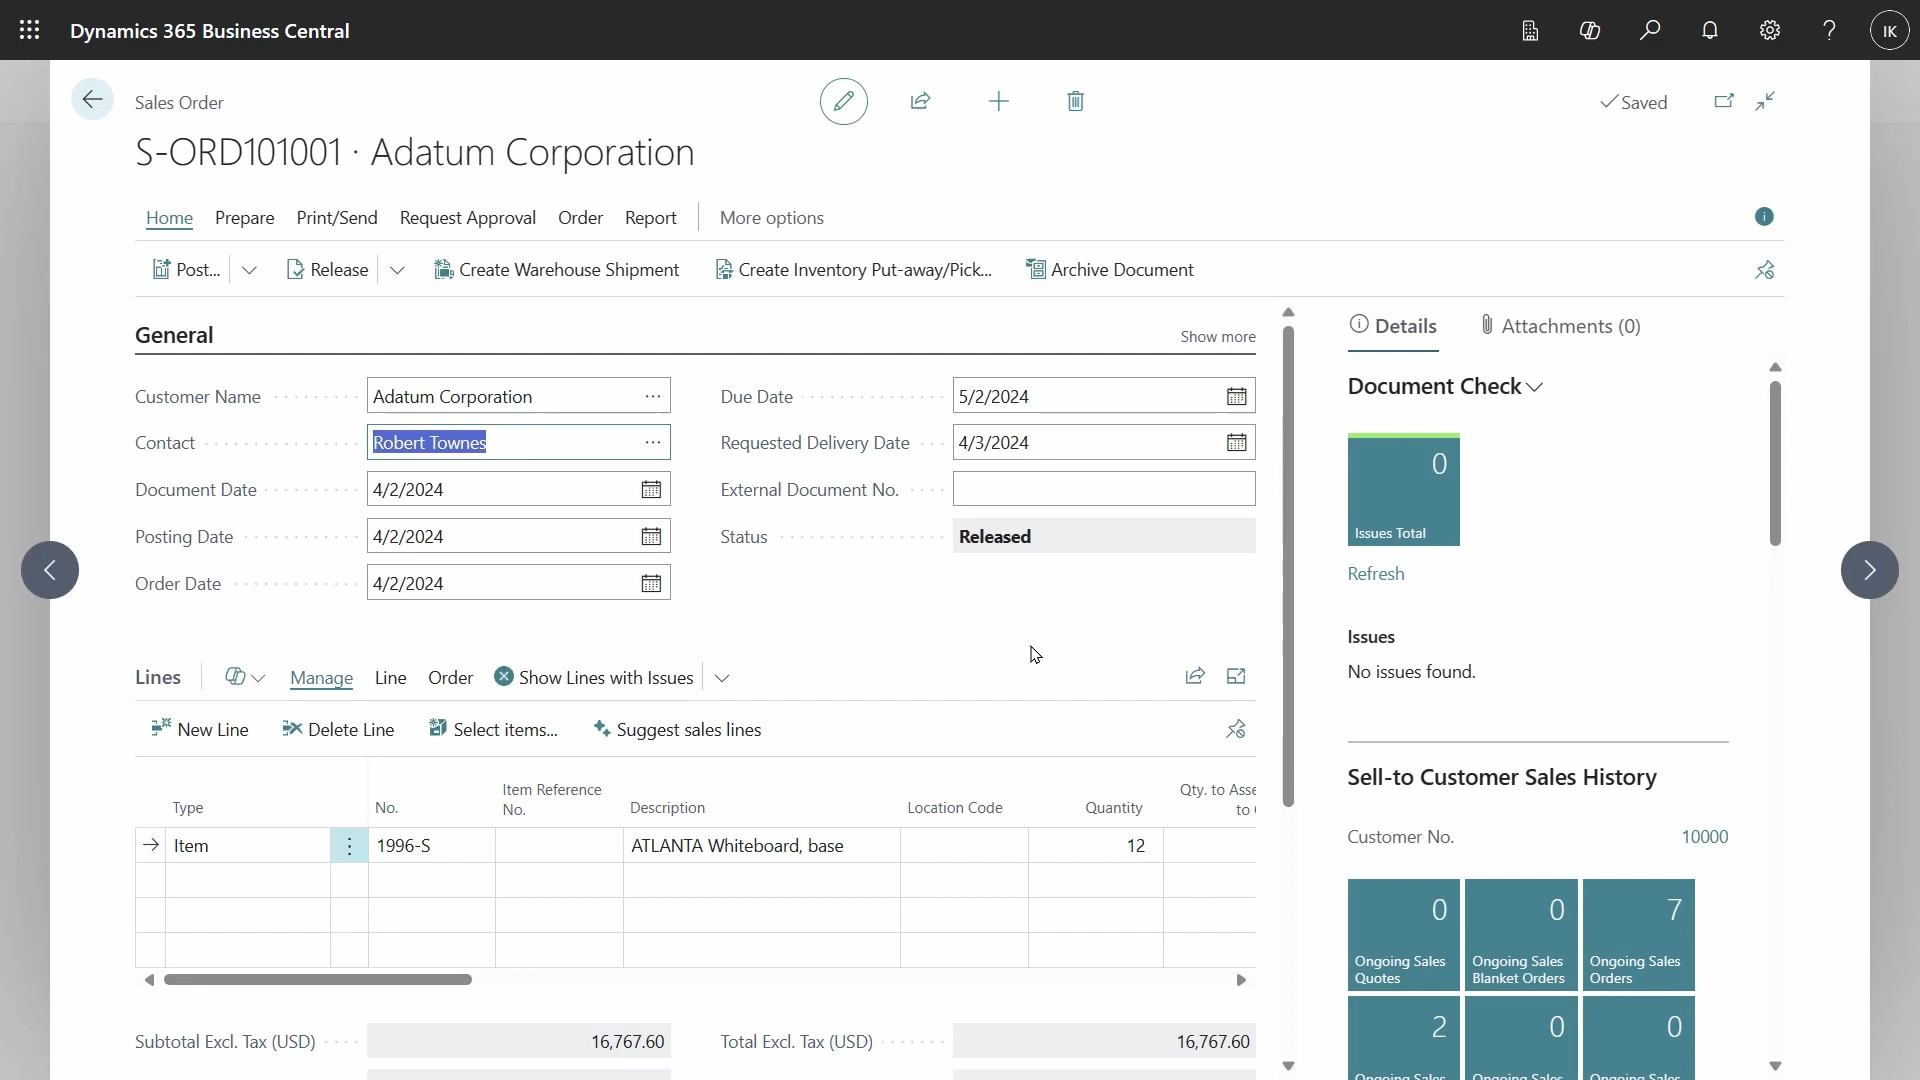 Dynamics 365 Business Central
IK
Sales Order
Saved
S-ORD101001 · Adatum Corporation
Home Prepare Print/Send Request Approval Order Report More options
Post... Release Create Warehouse Shipment Create Inventory Put-away/Pick... Archive Document
General
Show more
Customer Name Adatum Corporation
Contact Robert Townes
Document Date 4/2/2024
Posting Date 4/2/2024
Order Date 4/2/2024
Due Date 5/2/2024
Requested Delivery Date 4/3/2024
External Document No.
Status Released
Lines Manage Line Order Show Lines with Issues
New Line Delete Line Select items... Suggest sales lines
Type No. Item Reference No. Description Location Code Quantity Qty. to Asse to
Item 1996-S ATLANTA Whiteboard, base 12
Subtotal Excl. Tax (USD) 16,767.60
Total Excl. Tax (USD) 16,767.60
Details Attachments (0)
Document Check
0
Issues Total
Refresh
Issues
No issues found.
Sell-to Customer Sales History
Customer No. 10000
0 Ongoing Sales Quotes
0 Ongoing Sales Blanket Orders
7 Ongoing Sales Orders
2 Ongoing Sales
0 Ongoing Sales
0 Ongoing Sales